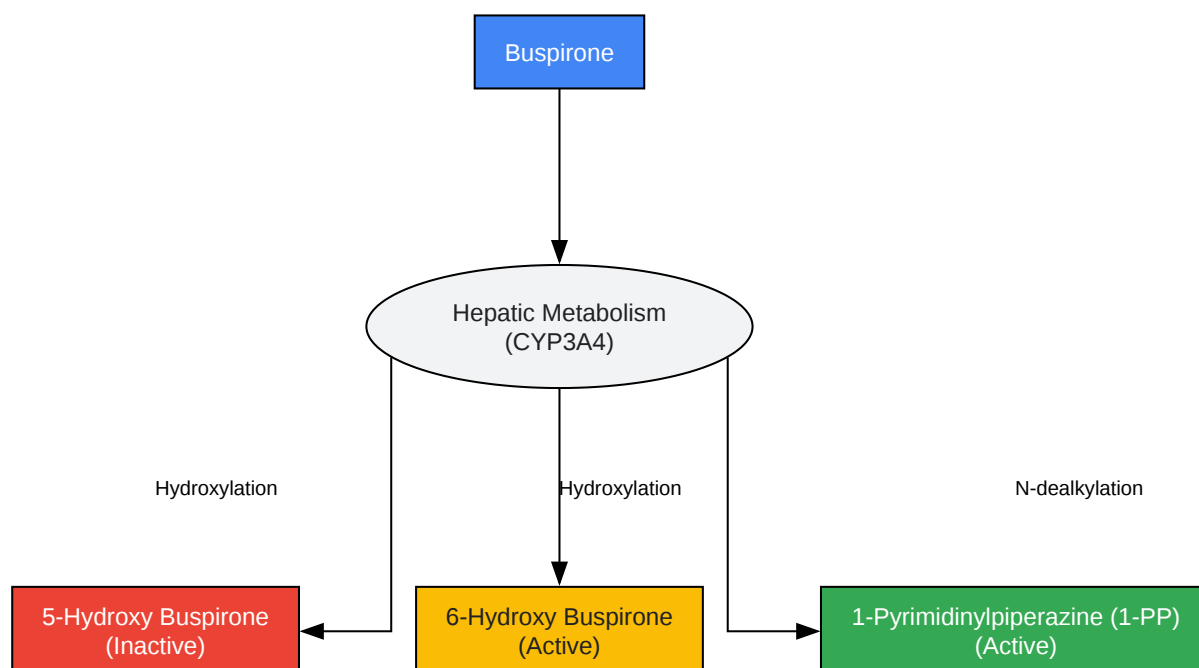 Buspirone
Hepatic Metabolism
(CYP3A4)
Hydroxylation
Hydroxylation
N-dealkylation
5-Hydroxy Buspirone
(Inactive)
6-Hydroxy Buspirone
(Active)
1-Pyrimidinylpiperazine (1-PP)
(Active)